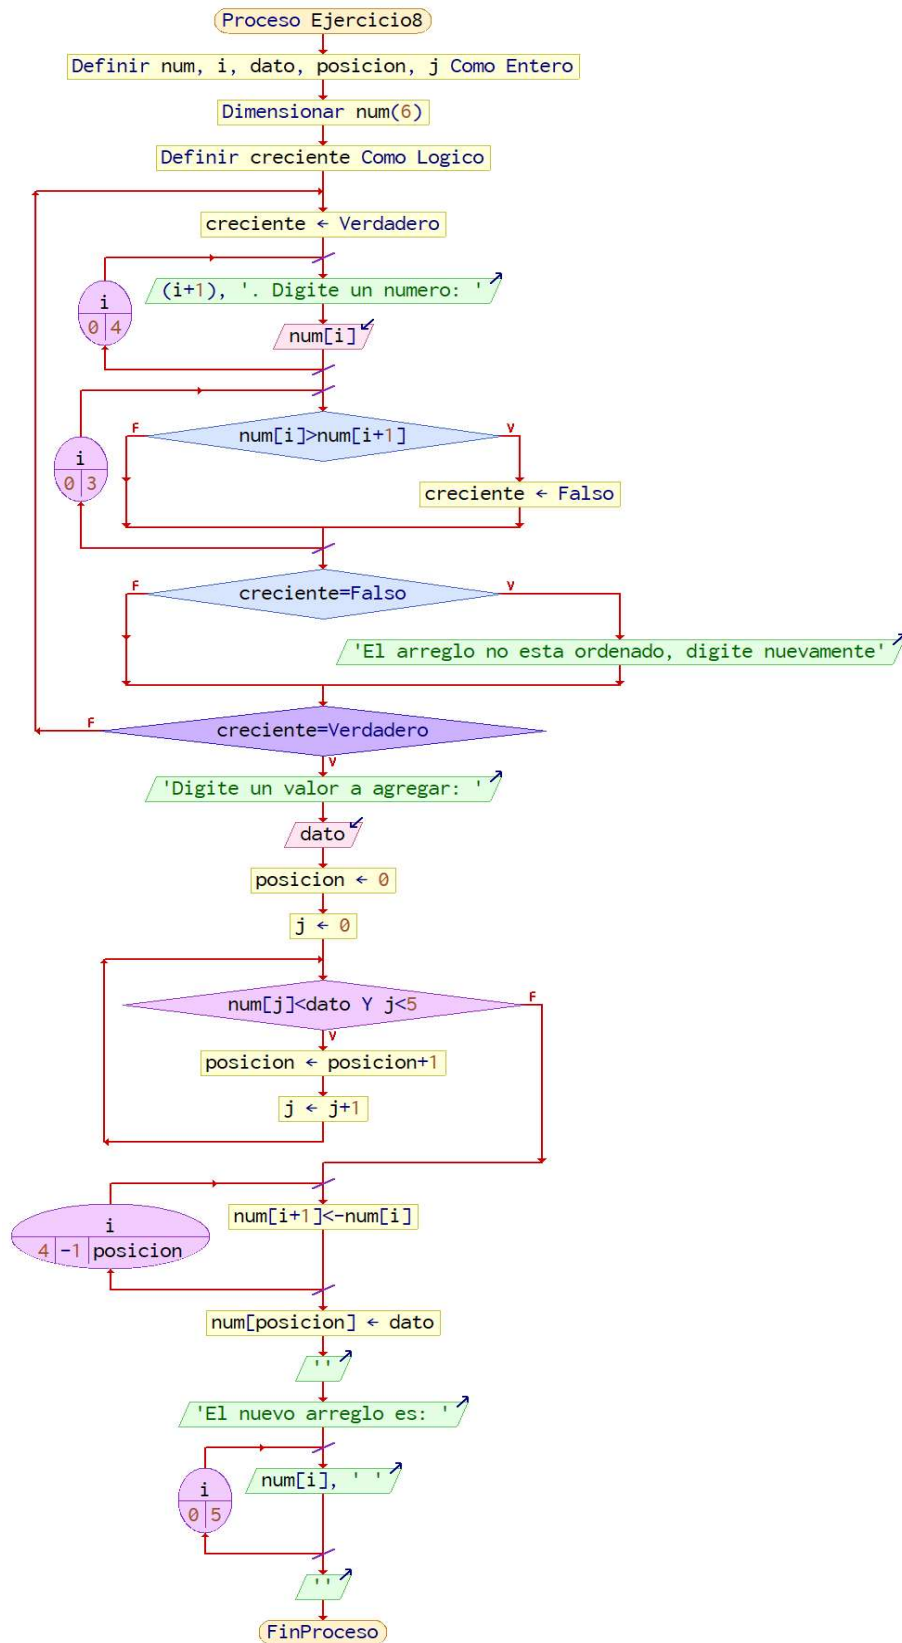 Proceso Ejercicio8
Definir num, i, dato, posicion, j Como Entero
Dimensionar num(6)
Definir creciente Como Logico
creciente ← Verdadero
(i+1), '. Digite un numero: '
i
0 4
num[i]
F
num[i]>num[i+1]
V
i
0 3
creciente ← Falso
F
creciente=Falso
V
'El arreglo no esta ordenado, digite nuevamente'
F
creciente=Verdadero
V
'Digite un valor a agregar: '
dato
posicion ← 0
j ← 0
num[j]<dato Y j<5
F
V
posicion ← posicion+1
j ← j+1
num[i+1]<-num[i]
i
4 -1 posicion
num[posicion] ← dato
''
'El nuevo arreglo es: '
num[i], ' '
i
0 5
''
FinProceso